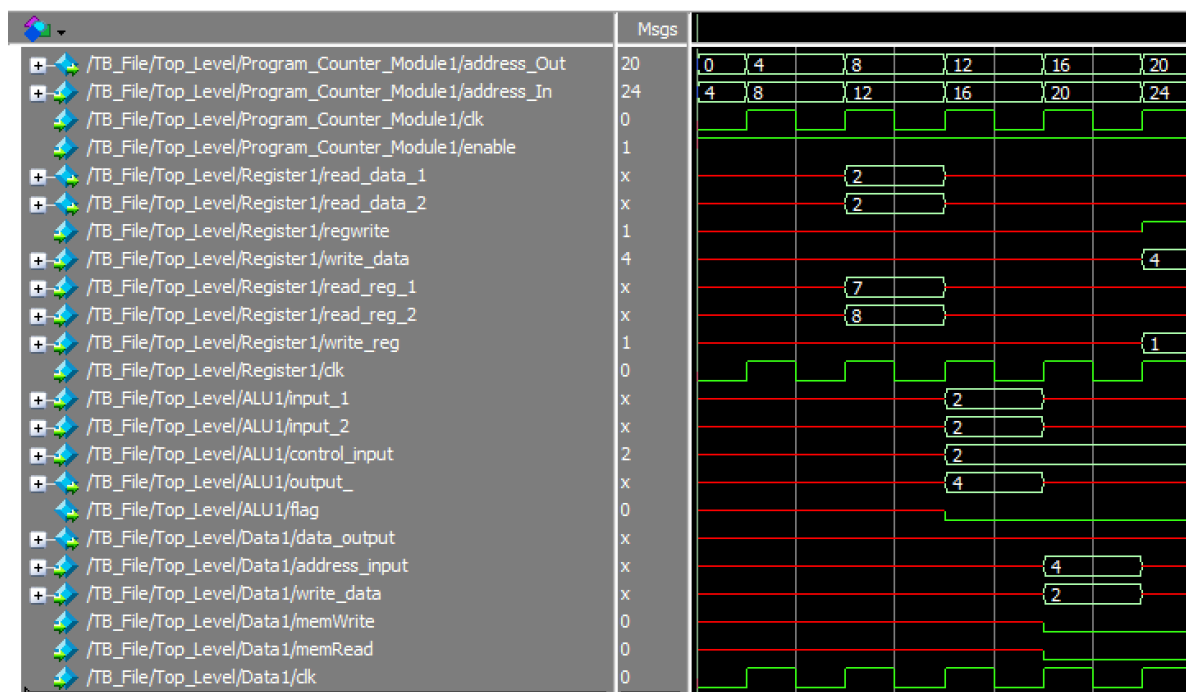 Msgs
/TB_File/Top_Level/Program_Counter_Module1/address_Out 20 0 4 8 12 16 20
/TB_File/Top_Level/Program_Counter_Module1/address_In 24 4 8 12 16 20 24
/TB_File/Top_Level/Program_Counter_Module1/clk 0
/TB_File/Top_Level/Program_Counter_Module1/enable 1
/TB_File/Top_Level/Register1/read_data_1 x 2
/TB_File/Top_Level/Register1/read_data_2 x 2
/TB_File/Top_Level/Register1/regwrite 1
/TB_File/Top_Level/Register1/write_data 4 4
/TB_File/Top_Level/Register1/read_reg_1 x 7
/TB_File/Top_Level/Register1/read_reg_2 x 8
/TB_File/Top_Level/Register1/write_reg 1 1
/TB_File/Top_Level/Register1/clk 0
/TB_File/Top_Level/ALU1/input_1 x 2
/TB_File/Top_Level/ALU1/input_2 x 2
/TB_File/Top_Level/ALU1/control_input 2 2
/TB_File/Top_Level/ALU1/output_ x 4
/TB_File/Top_Level/ALU1/flag 0
/TB_File/Top_Level/Data1/data_output x
/TB_File/Top_Level/Data1/address_input x 4
/TB_File/Top_Level/Data1/write_data x 2
/TB_File/Top_Level/Data1/memWrite 0
/TB_File/Top_Level/Data1/memRead 0
/TB_File/Top_Level/Data1/clk 0